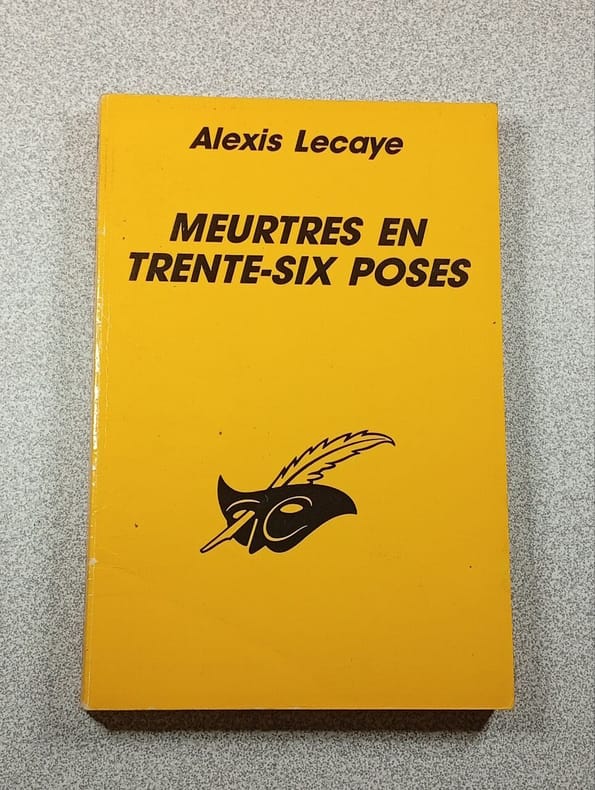 Alexis Lecaye
MEURTRES EN
TRENTE-SIX POSES